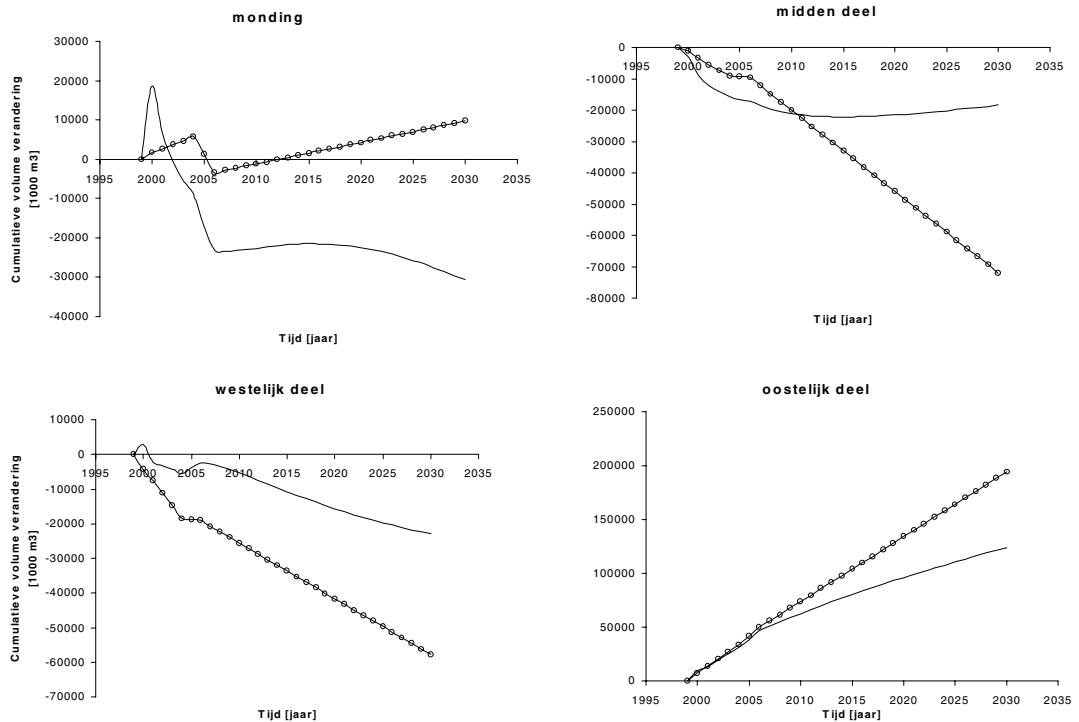 monding
30000
20000
10000
0
-10000
-20000
-30000
-40000
1995 2000 2005 2010 2015 2020 2025 2030 2035
Cumulatieve volume verandering
[1000 m3]
Tijd [jaar]
midden deel
0
-10000
-20000
-30000
-40000
-50000
-60000
-70000
-80000
1995 2000 2005 2010 2015 2020 2025 2030 2035
Tijd [jaar]
westelijk deel
10000
0
-10000
-20000
-30000
-40000
-50000
-60000
-70000
1995 2000 2005 2010 2015 2020 2025 2030 2035
Cumulatieve volume verandering
[1000 m3]
Tijd [jaar]
oostelijk deel
250000
200000
150000
100000
50000
0
1995 2000 2005 2010 2015 2020 2025 2030 2035
Tijd [jaar]